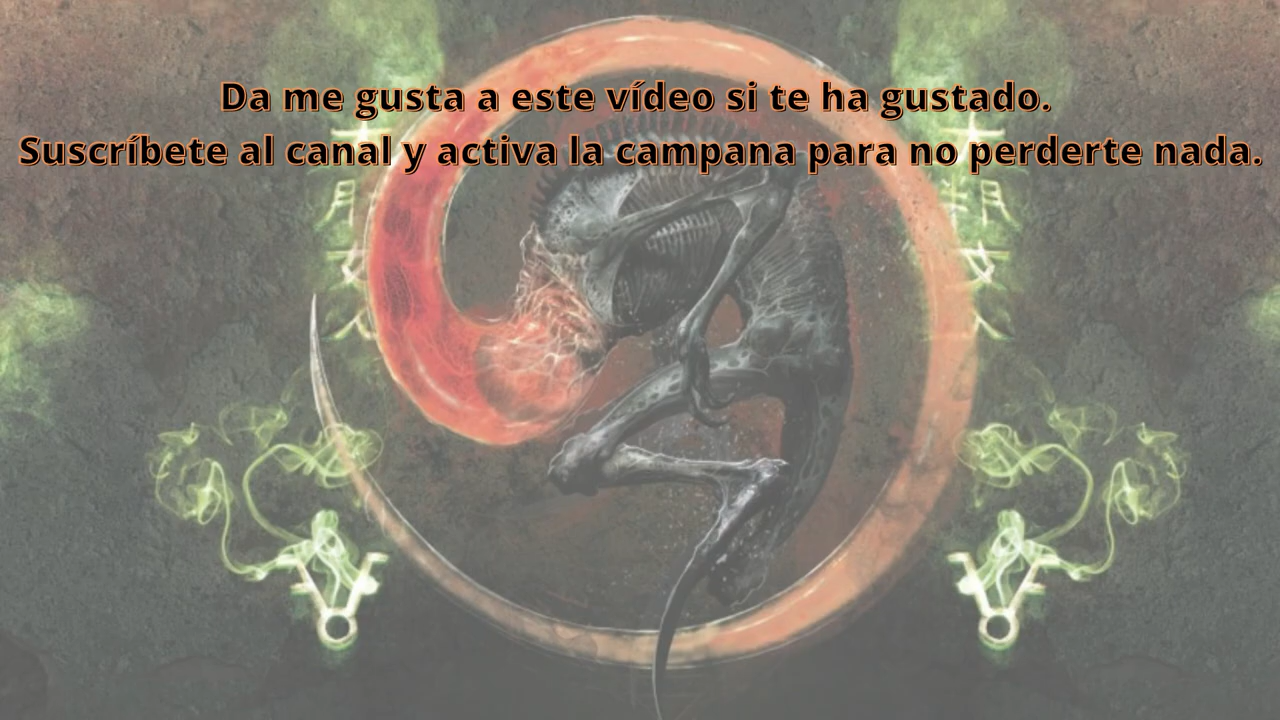 Da me gusta a este vídeo si te ha gustado.
Suscríbete al canal y activa la campana para no perderte nada.